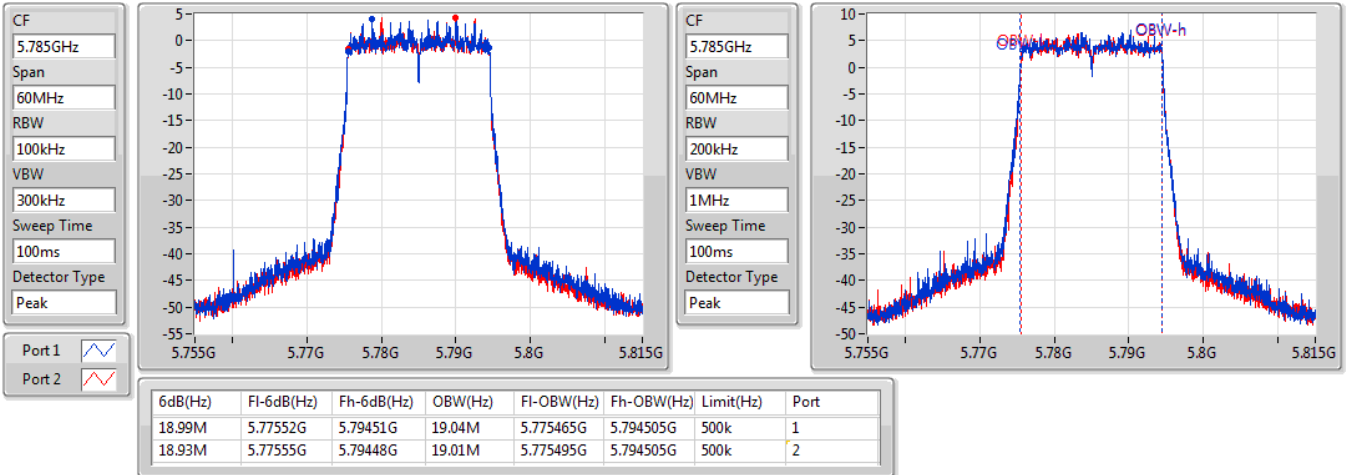 CF
5.785GHz
Span
60MHz
RBW
100kHz
VBW
300kHz
Sweep Time
100ms
Detector Type
Peak
Port 1
Port 2
5
0
-5
-10
-15
-20
-25
-30
-35
-40
-45
-50
-55
5.755G 5.77G 5.78G 5.79G 5.8G 5.815G
CF
5.785GHz
Span
60MHz
RBW
200kHz
VBW
1MHz
Sweep Time
100ms
Detector Type
Peak
10
5
0
-5
-10
-15
-20
-25
-30
-35
-40
-45
-50
OBW-h
5.755G 5.77G 5.78G 5.79G 5.8G 5.815G
6dB(Hz) Fl-6dB(Hz) Fh-6dB(Hz) OBW(Hz) Fl-OBW(Hz) Fh-OBW(Hz) Limit(Hz) Port
18.99M 5.77552G 5.79451G 19.04M 5.775465G 5.794505G 500k 1
18.93M 5.77555G 5.79448G 19.01M 5.775495G 5.794505G 500k 2